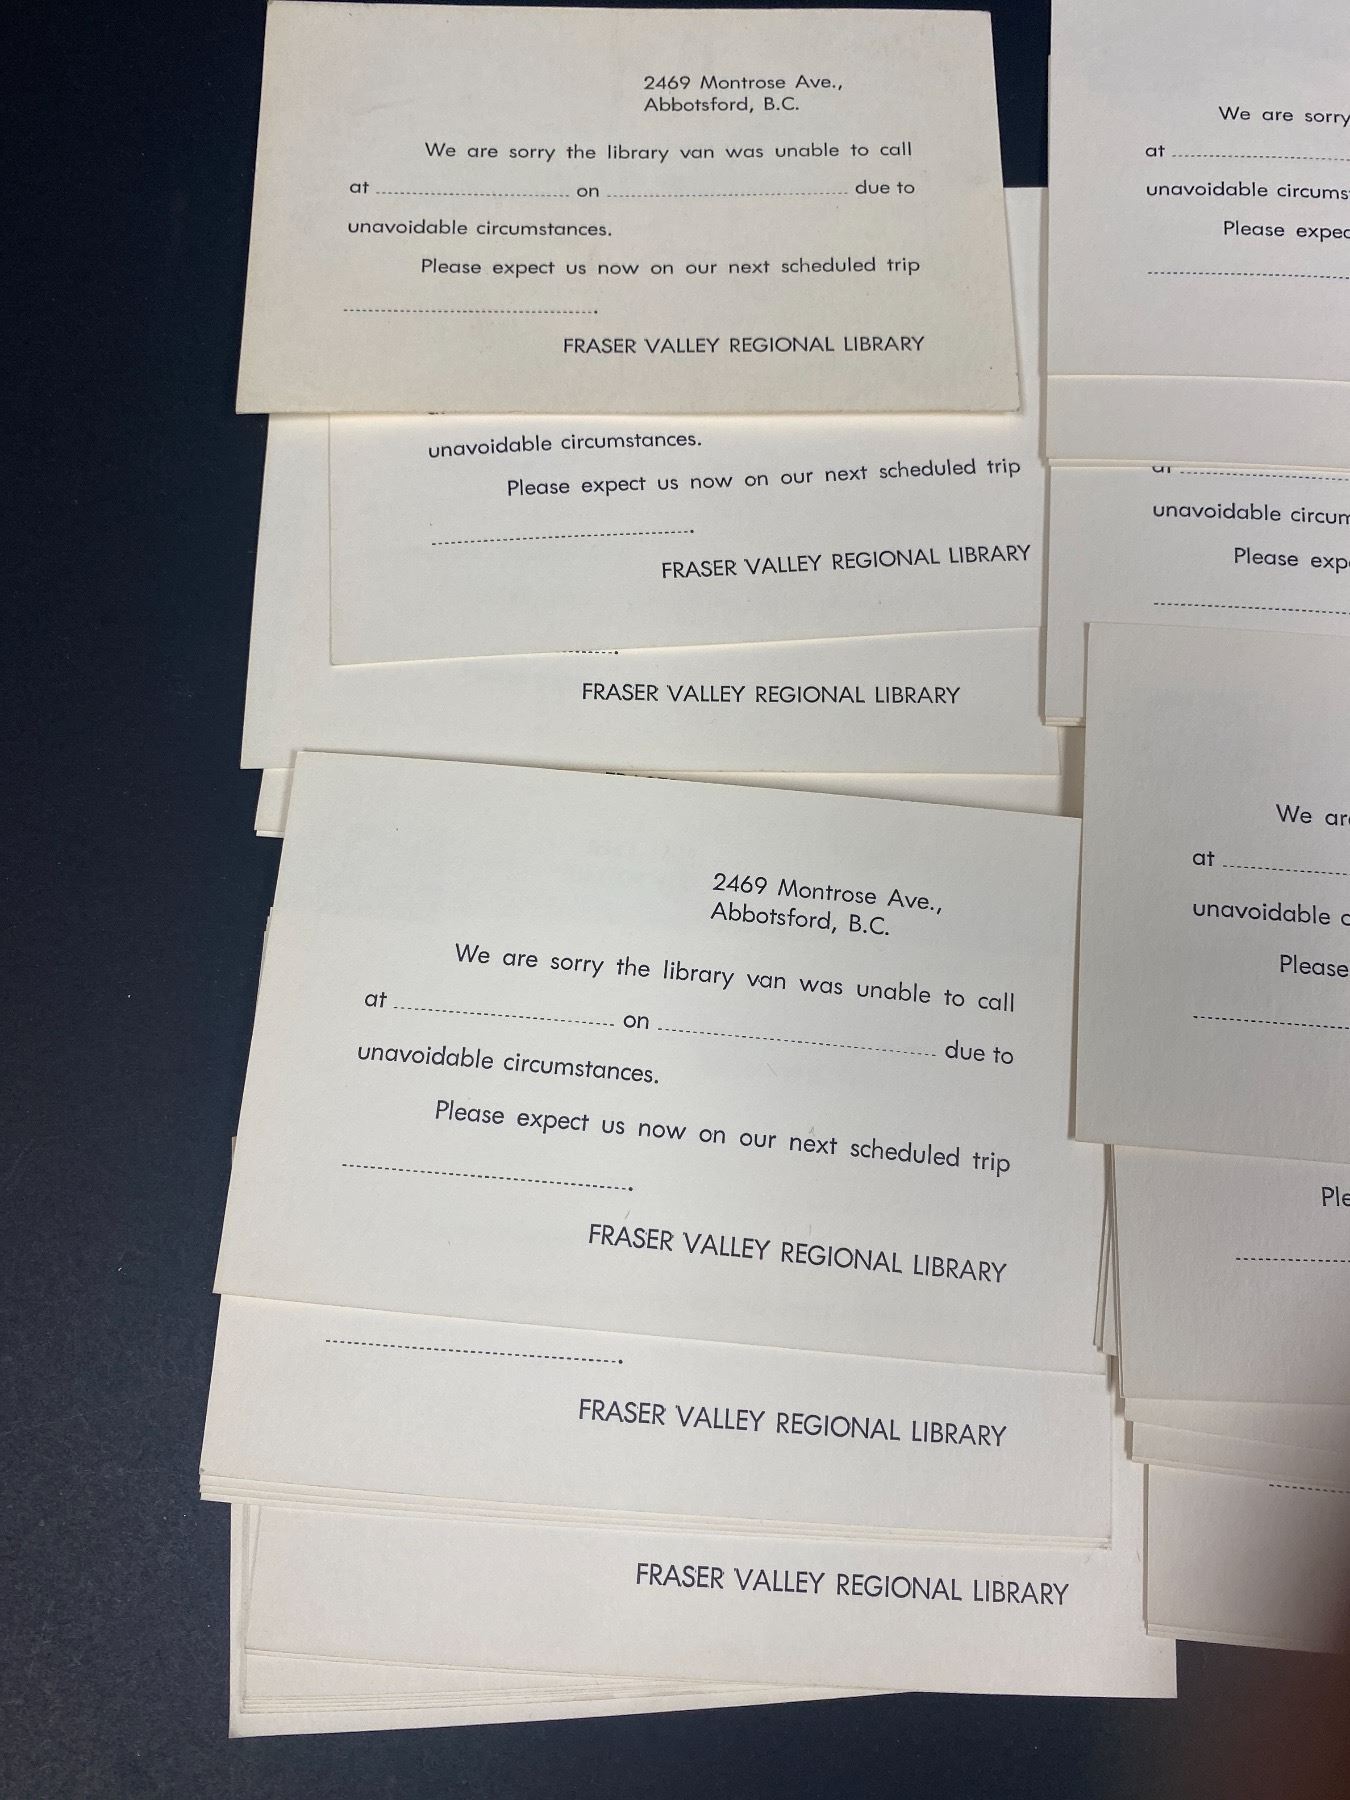 2469 Montrose Ave.,
Abbotsford, B.C.
We are sorry the library van was unable to call
at ........................ on ........................ due to
unavoidable circumstances.
Please expect us now on our next scheduled trip
........................
FRASER VALLEY REGIONAL LIBRARY
unavoidable circumstances.
Please expect us now on our next scheduled trip
........................
FRASER VALLEY REGIONAL LIBRARY
FRASER VALLEY REGIONAL LIBRARY
2469 Montrose Ave.,
Abbotsford, B.C.
We are sorry the library van was unable to call
at ........................ on ........................ due to
unavoidable circumstances.
Please expect us now on our next scheduled trip
........................
FRASER VALLEY REGIONAL LIBRARY
........................
FRASER VALLEY REGIONAL LIBRARY
FRASER VALLEY REGIONAL LIBRARY
We are sorry
at ........................
unavoidable circums
Please expec
........................
unavoidable circum
Please exp
........................
We ar
at ........................
unavoidable c
Please
........................
Ple
........................